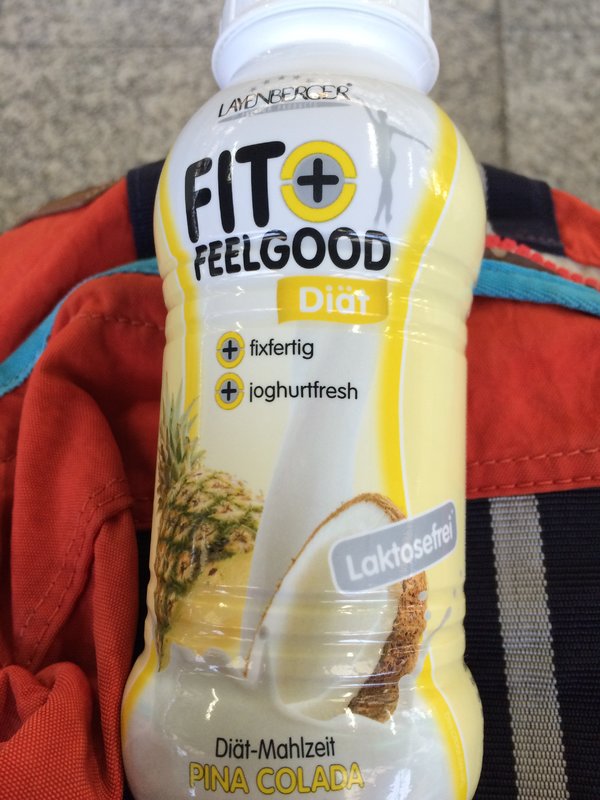 LAYENBERGER
FIT+
FEELGOOD
Diät
+ fixfertig
+ joghurtfresh
Laktosefrei
Diät-Mahlzeit
PINA COLADA